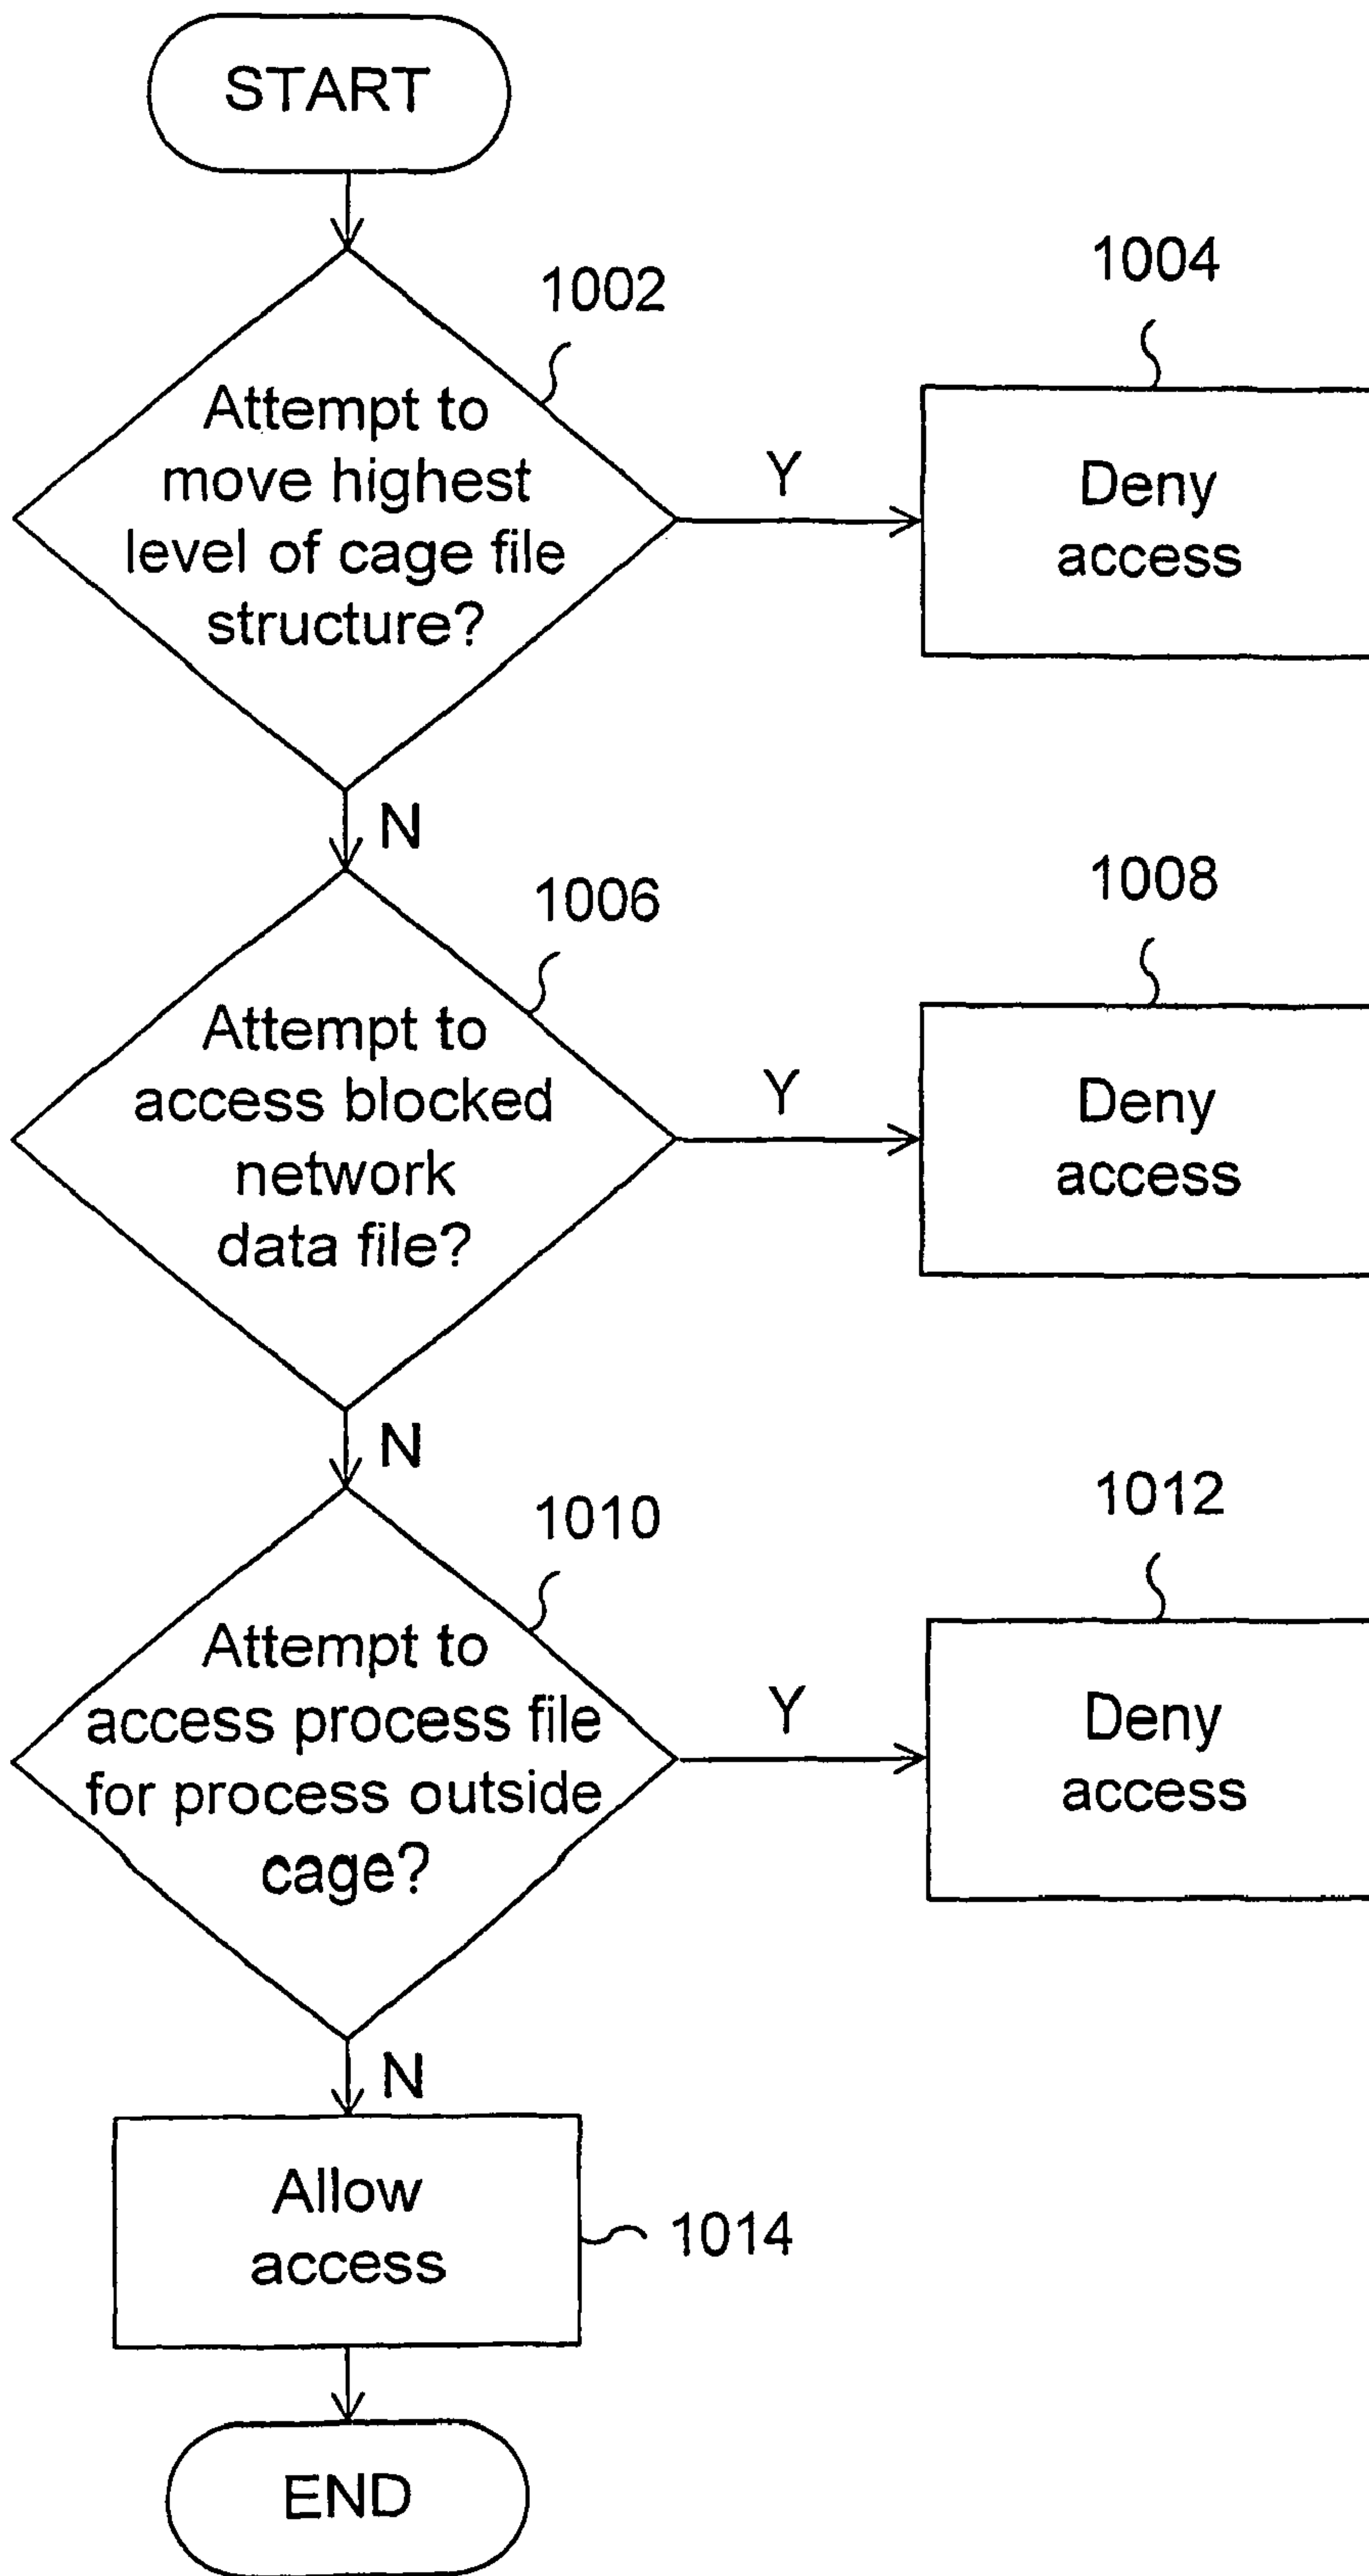 START
1002
Attempt to
move highest
level of cage file
structure?
Y
1004
Deny
access
N
1006
Attempt to
access blocked
network
data file?
Y
1008
Deny
access
N
1010
Attempt to
access process file
for process outside
cage?
Y
1012
Deny
access
N
Allow
access
1014
END